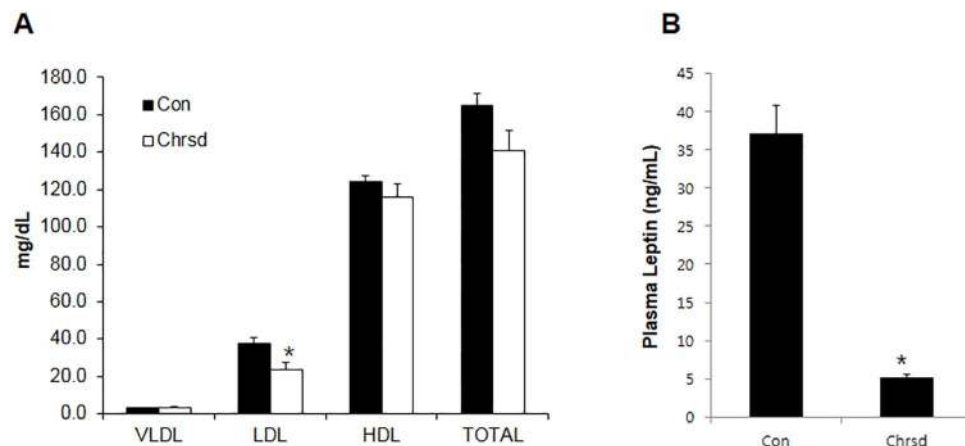 A
B
180.0
160.0
140.0
120.0
100.0
80.0
60.0
40.0
20.0
0.0
mg/dL
Con
Chrsd
*
VLDL LDL HDL TOTAL
45
40
35
30
25
20
15
10
5
0
Plasma Leptin (ng/mL)
*
Con Chrsd